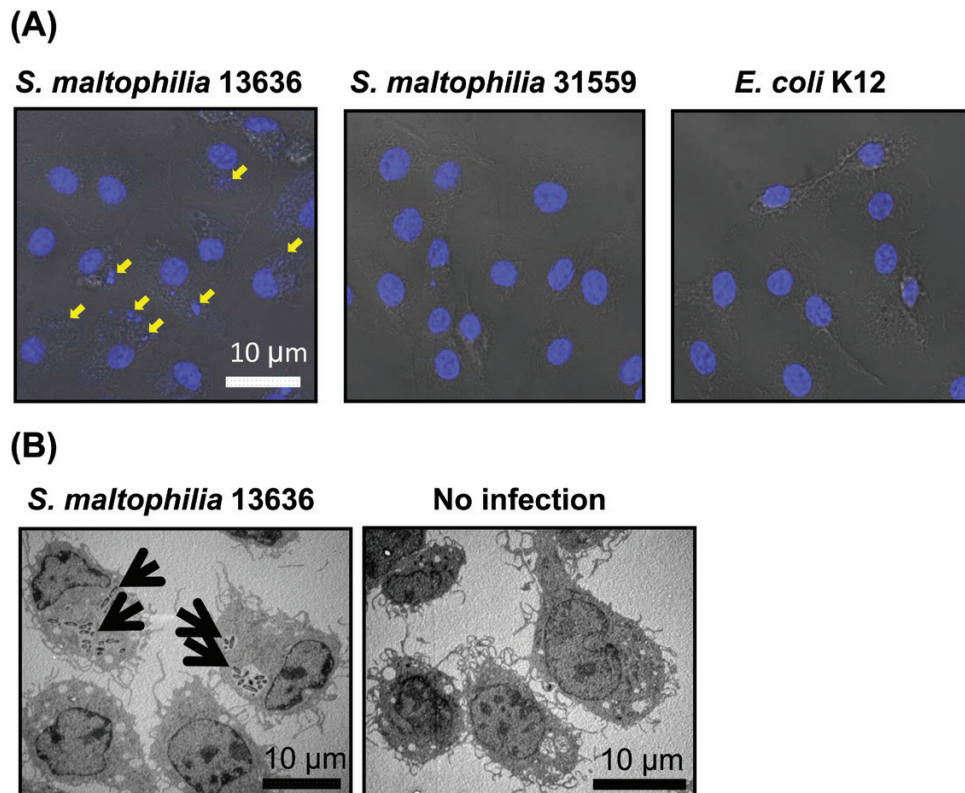 (A)
S. maltophilia 13636 S. maltophilia 31559 E. coli K12
10 μm
(B)
S. maltophilia 13636 No infection
10 μm 10 μm